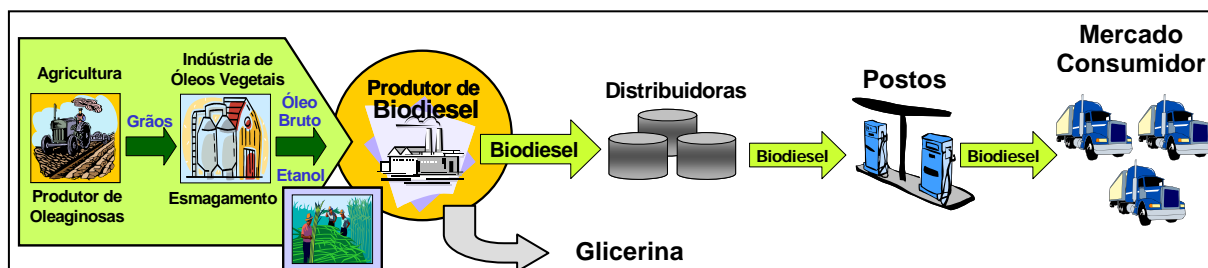 Agricultura
Produtor de
Oleaginosas
Grãos
Indústria de
Óleos Vegetais
Esmagamento
Óleo
Bruto
Etanol
Produtor de
Biodiesel
Biodiesel
Glicerina
Distribuidoras
Biodiesel
Postos
Biodiesel
Mercado
Consumidor